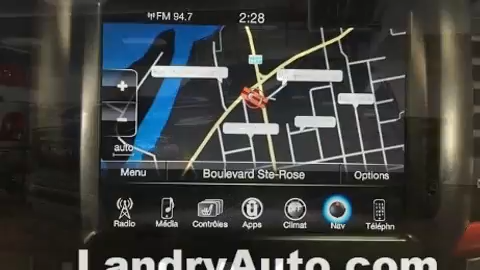 FM 94.7
2:28
auto
Menu
Boulevard Ste-Rose
Options
Radio
Média
Contrôles
Apps
Climat
Nav
Téléphn
LandryAuto.com